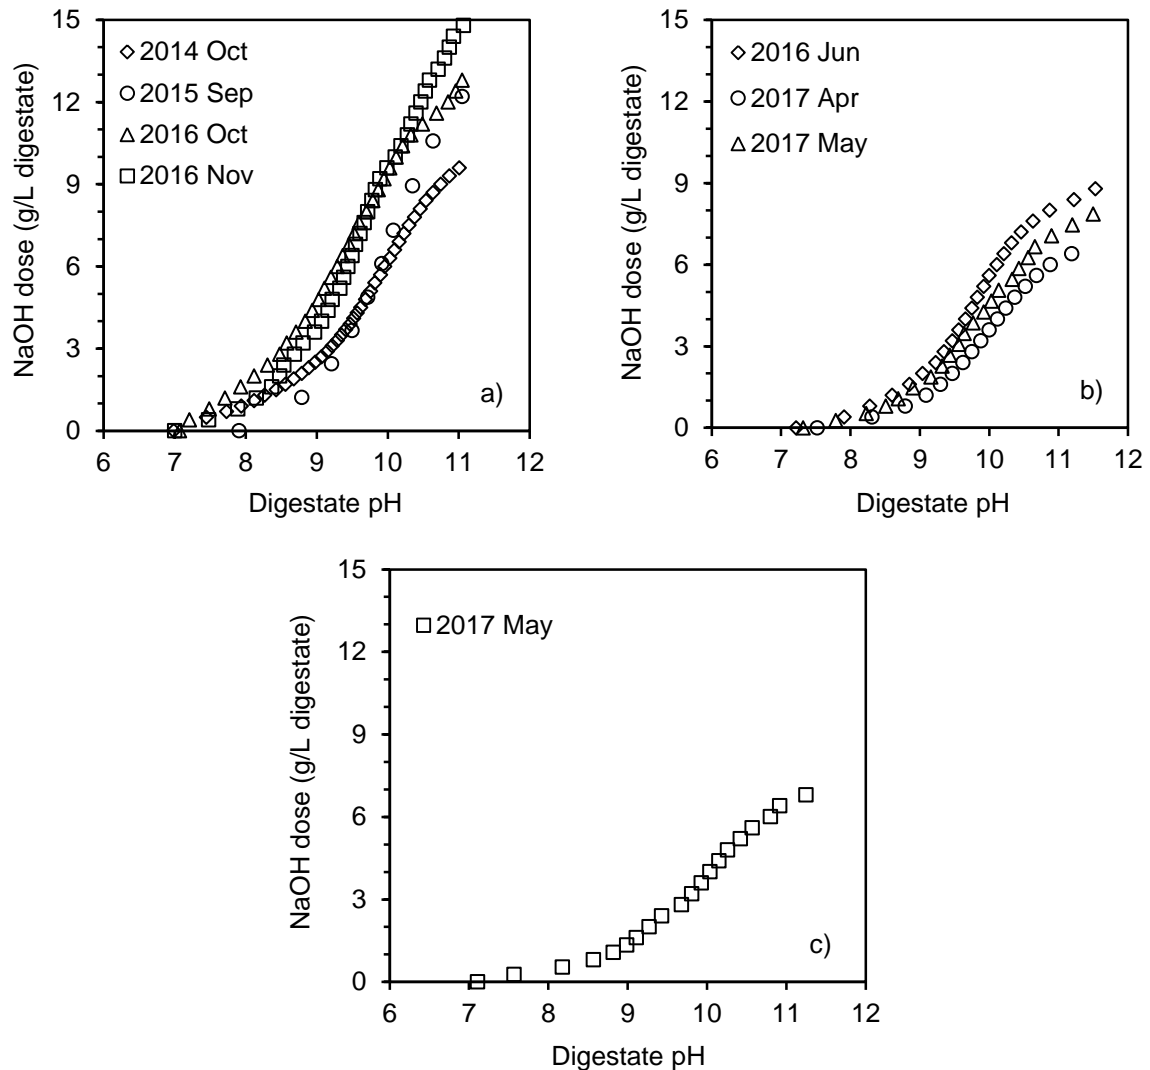 15
12
9
6
3
0
NaOH dose (g/L digestate)
2014 Oct
2015 Sep
2016 Oct
2016 Nov
a)
6 7 8 9 10 11 12
Digestate pH
15
12
9
6
3
0
NaOH dose (g/L digestate)
2016 Jun
2017 Apr
2017 May
b)
6 7 8 9 10 11 12
Digestate pH
15
12
9
6
3
0
NaOH dose (g/L digestate)
2017 May
c)
6 7 8 9 10 11 12
Digestate pH